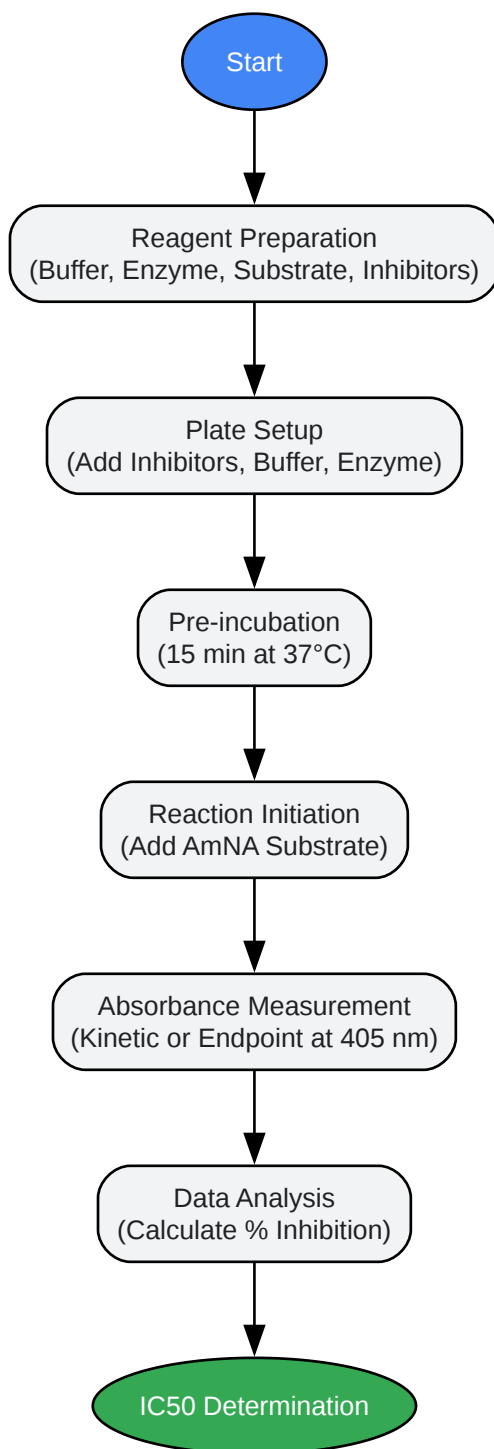 Start
Reagent Preparation
(Buffer, Enzyme, Substrate, Inhibitors)
Plate Setup
(Add Inhibitors, Buffer, Enzyme)
Pre-incubation
(15 min at 37°C)
Reaction Initiation
(Add AmNA Substrate)
Absorbance Measurement
(Kinetic or Endpoint at 405 nm)
Data Analysis
(Calculate % Inhibition)
IC50 Determination